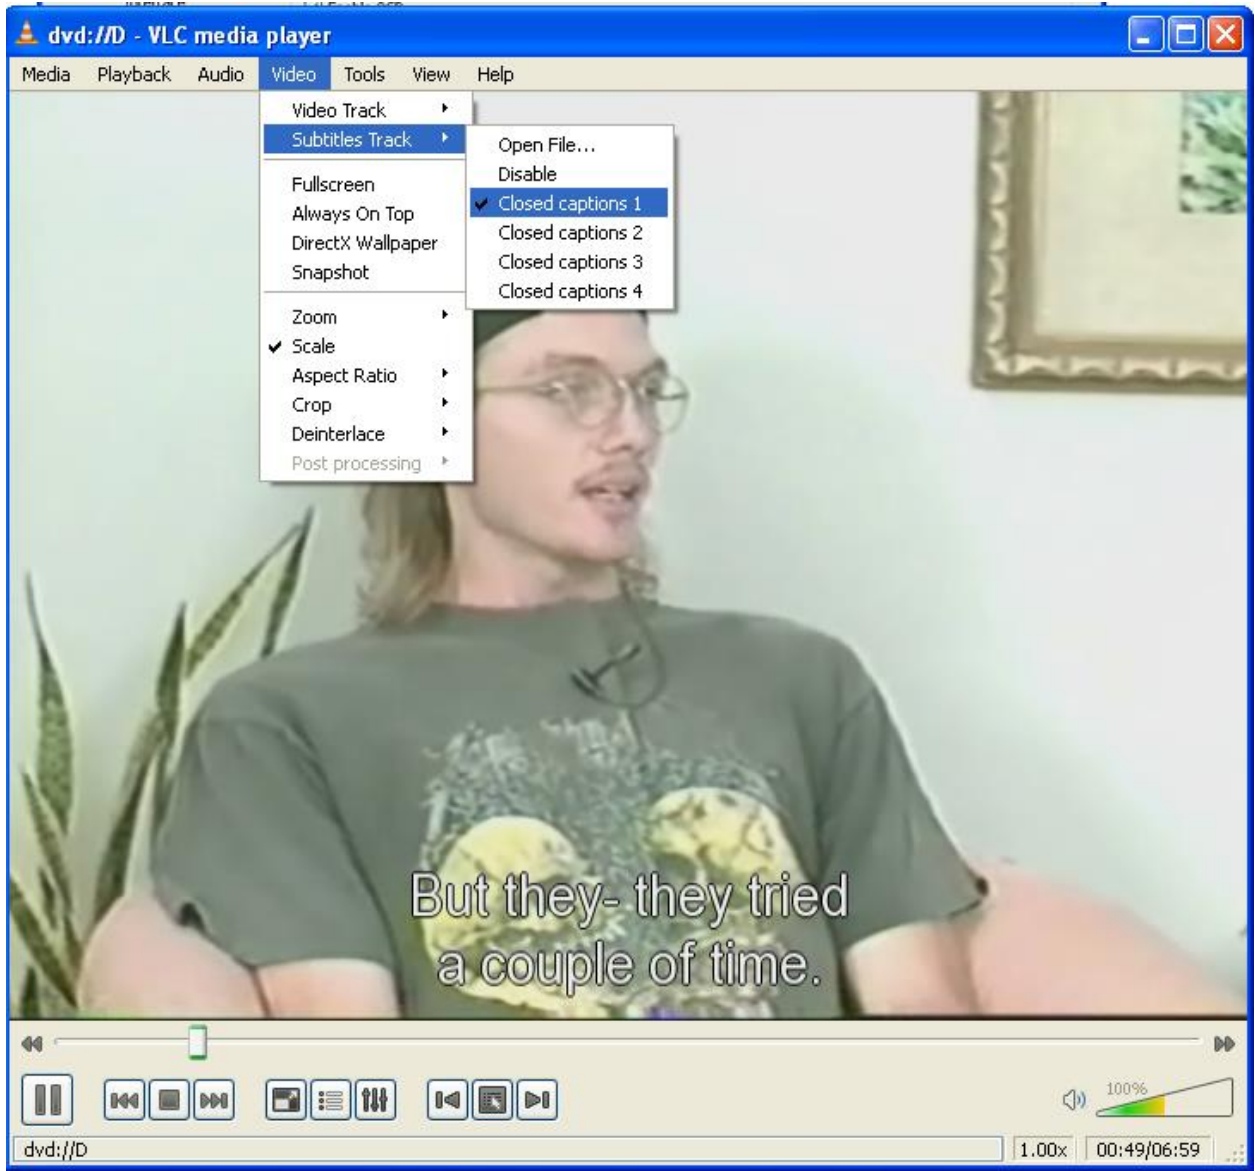 dvd://D - VLC media player
Media Playback Audio Video Tools View Help
Video Track
Subtitles Track
Fullscreen
Always On Top
DirectX Wallpaper
Snapshot
Zoom
Scale
Aspect Ratio
Crop
Deinterlace
Post processing
Open File...
Disable
Closed captions 1
Closed captions 2
Closed captions 3
Closed captions 4
But they- they tried
a couple of time.
100%
dvd://D 1.00x 00:49/06:59